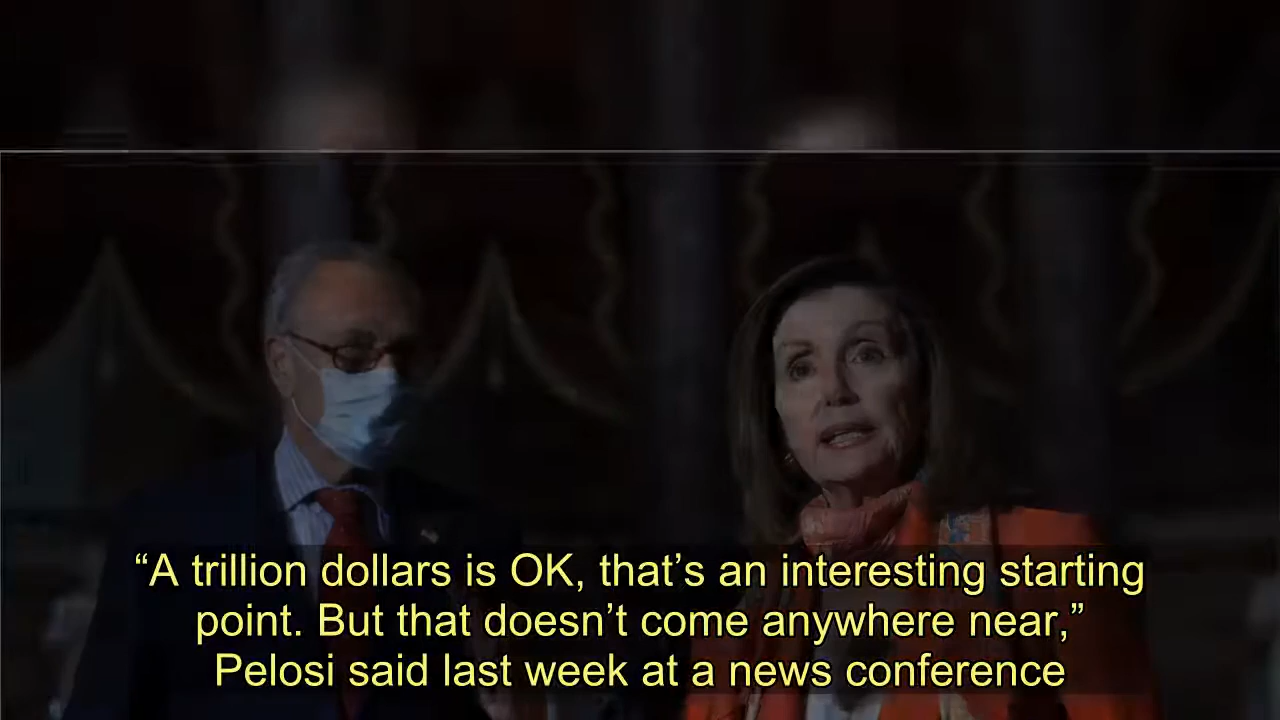 “A trillion dollars is OK, that’s an interesting starting
point. But that doesn’t come anywhere near,”
Pelosi said last week at a news conference